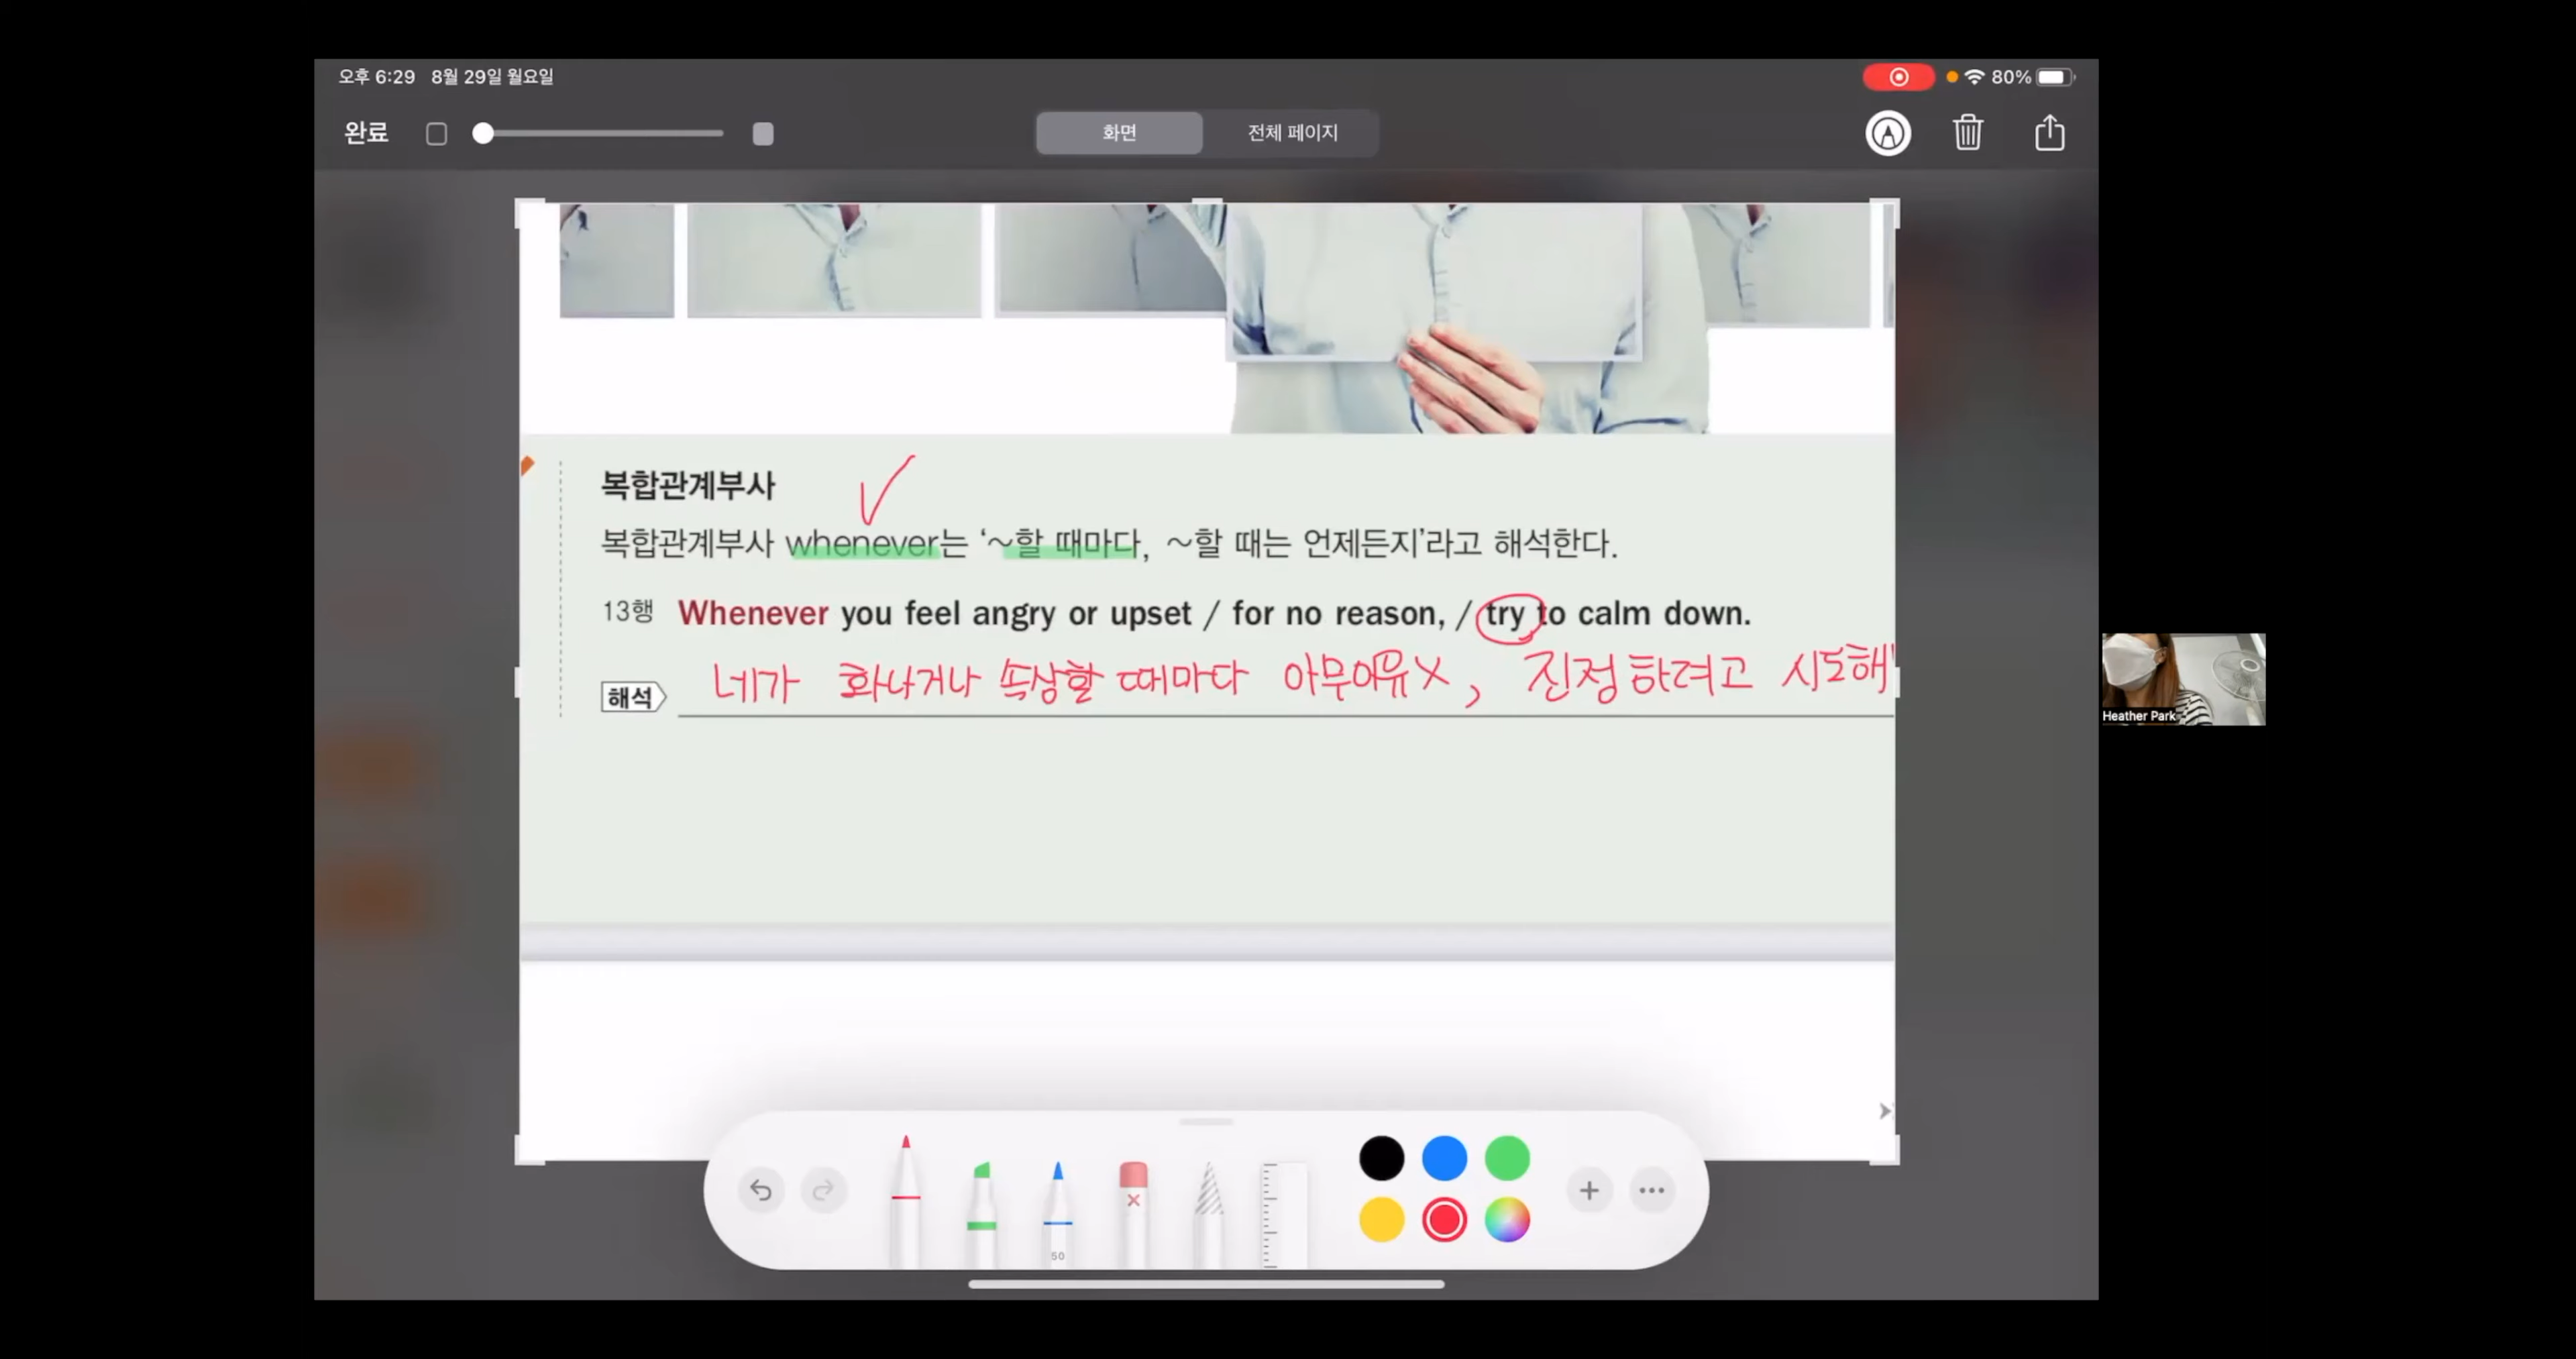 오후 6:29 8월 29일 월요일
80%
완료
화면 전체 페이지
복합관계부사
복합관계부사 whenever는 ‘~할 때마다, ~할 때는 언제든지’라고 해석한다.
13행 Whenever you feel angry or upset / for no reason, / try to calm down.
해석 네가 화나거나 속상할 때마다 아무이유X, 진정하려고 시도해
Heather Park
50